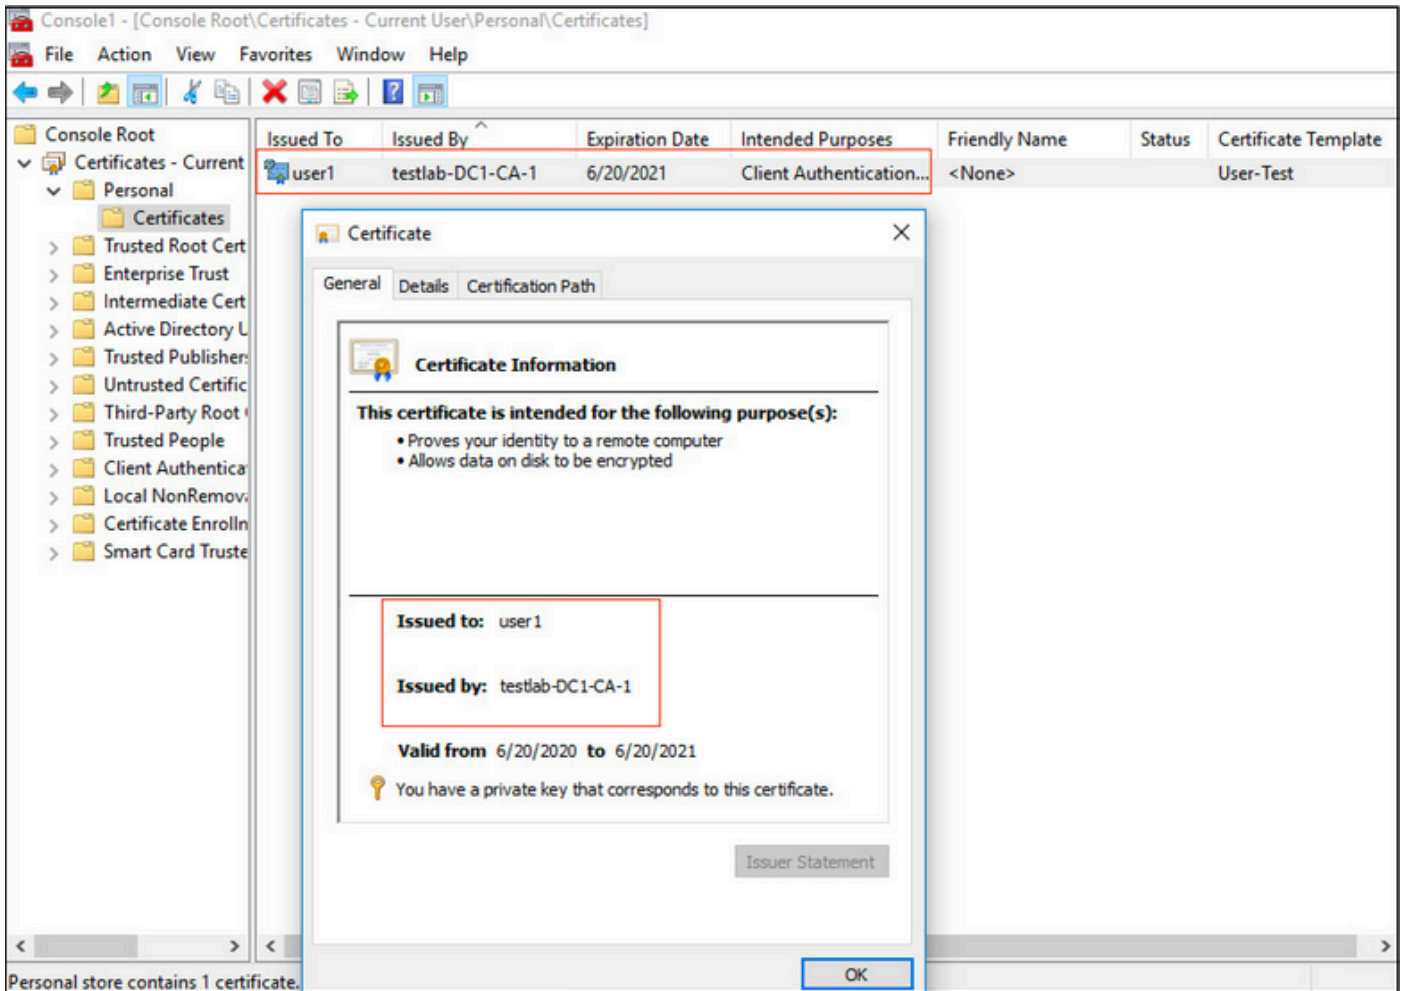 Console1 - [Console Root\Certificates - Current User\Personal\Certificates]
File Action View Favorites Window Help
Console Root
Certificates - Current
Personal
Certificates
Trusted Root Cert
Enterprise Trust
Intermediate Cert
Active Directory U
Trusted Publishers
Untrusted Certific
Third-Party Root
Trusted People
Client Authentica
Local NonRemov
Certificate Enrolln
Smart Card Truste
Issued To Issued By Expiration Date Intended Purposes Friendly Name Status Certificate Template
user1 testlab-DC1-CA-1 6/20/2021 Client Authentication... <None> User-Test
Certificate
General Details Certification Path
Certificate Information
This certificate is intended for the following purpose(s):
• Proves your identity to a remote computer
• Allows data on disk to be encrypted
Issued to: user1
Issued by: testlab-DC1-CA-1
Valid from 6/20/2020 to 6/20/2021
You have a private key that corresponds to this certificate.
Issuer Statement
OK
Personal store contains 1 certificate.